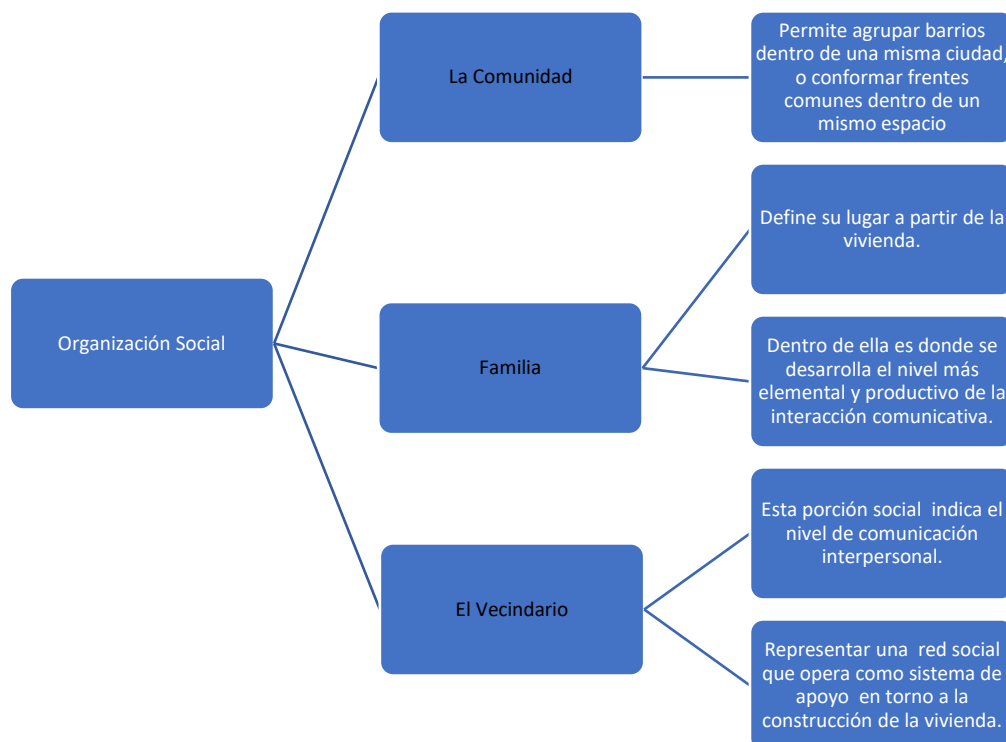 Organización Social
La Comunidad
Permite agrupar barrios
dentro de una misma ciudad,
o conformar frentes
comunes dentro de un
mismo espacio
Familia
Define su lugar a partir de la
vivienda.
Dentro de ella es donde se
desarrolla el nivel más
elemental y productivo de la
interacción comunicativa.
El Vecindario
Esta porción social indica el
nivel de comunicación
interpersonal.
Representar una red social
que opera como sistema de
apoyo en torno a la
construcción de la vivienda.